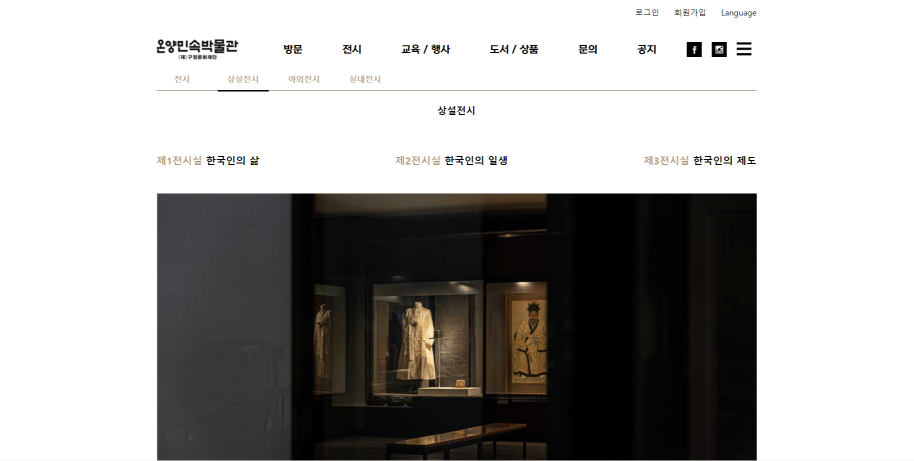 로그인 회원가입 Language
온양민속박물관
(재)구정문화재단
방문 전시 교육 / 행사 도서 / 상품 문의 공지
전시 상설전시 야외전시 실내전시
상설전시
제1전시실 한국인의 삶 제2전시실 한국인의 일생 제3전시실 한국인의 제도